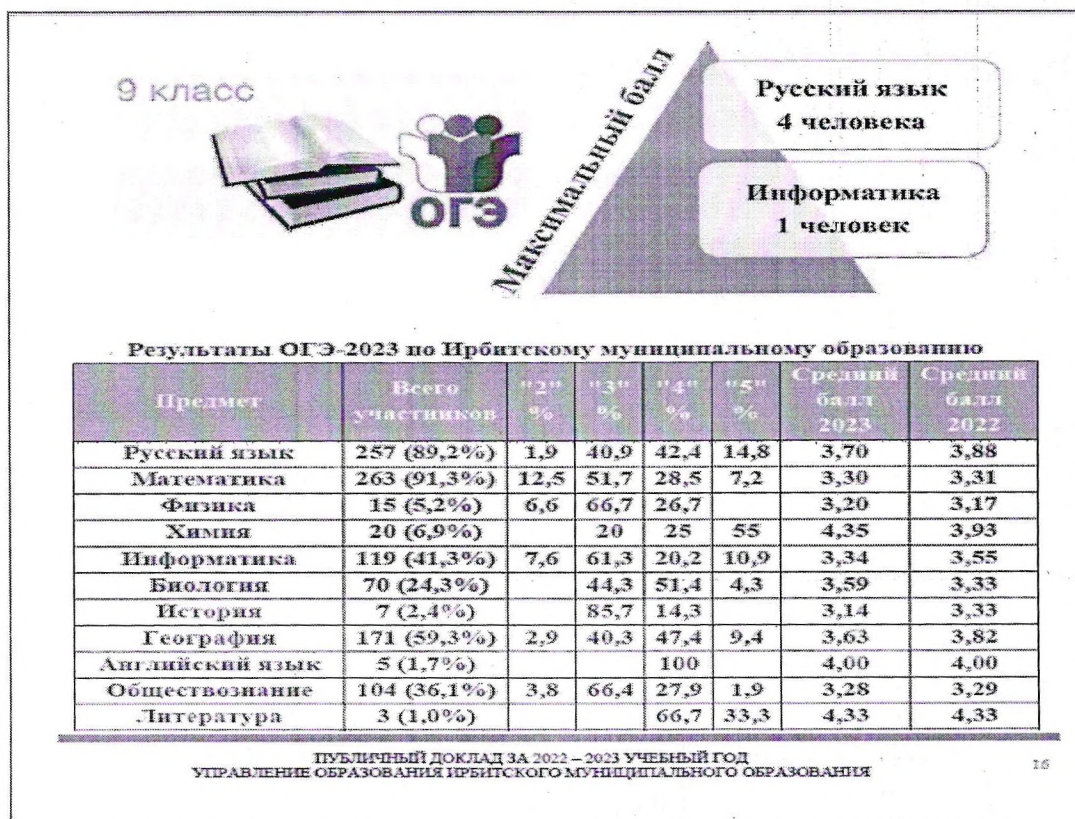 9 класс
ОГЭ
Максимальный балл
Русский язык
4 человека
Информатика
1 человек
Результаты ОГЭ-2023 по Ирбитскому муниципальному образованию
Предмет Всего участников "2" % "3" % "4" % "5" % Средний балл 2023 Средний балл 2022
Русский язык 257 (89,2%) 1,9 40,9 42,4 14,8 3,70 3,88
Математика 263 (91,3%) 12,5 51,7 28,5 7,2 3,30 3,31
Физика 15 (5,2%) 6,6 66,7 26,7 3,20 3,17
Химия 20 (6,9%) 20 25 55 4,35 3,93
Информатика 119 (41,3%) 7,6 61,3 20,2 10,9 3,34 3,55
Биология 70 (24,3%) 44,3 51,4 4,3 3,59 3,33
История 7 (2,4%) 85,7 14,3 3,14 3,33
География 171 (59,3%) 2,9 40,3 47,4 9,4 3,63 3,82
Английский язык 5 (1,7%) 100 4,00 4,00
Обществознание 104 (36,1%) 3,8 66,4 27,9 1,9 3,28 3,29
Литература 3 (1,0%) 66,7 33,3 4,33 4,33
ПУБЛИЧНЫЙ ДОКЛАД ЗА 2022 – 2023 УЧЕБНЫЙ ГОД
УПРАВЛЕНИЕ ОБРАЗОВАНИЯ ИРБИТСКОГО МУНИЦИПАЛЬНОГО ОБРАЗОВАНИЯ
16